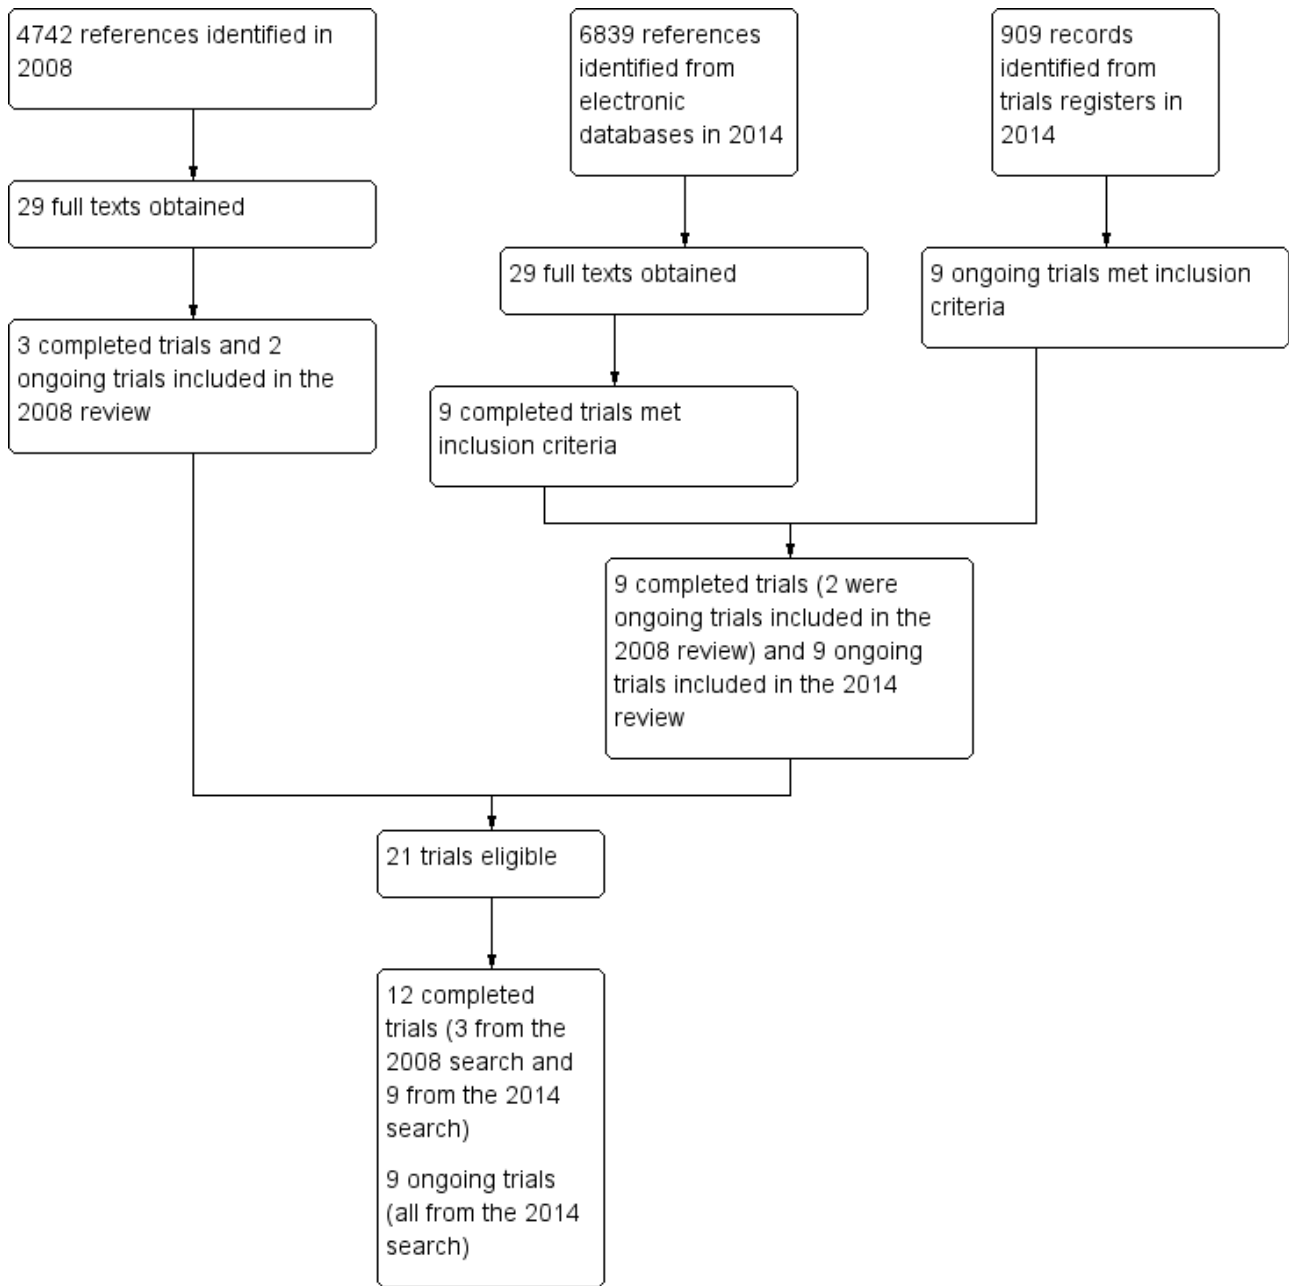 4742 references identified in
2008
6839 references
identified from
electronic
databases in 2014
909 records
identified from
trials registers in
2014
29 full texts obtained
29 full texts obtained
9 ongoing trials met inclusion
criteria
3 completed trials and 2
ongoing trials included in the
2008 review
9 completed trials met
inclusion criteria
9 completed trials (2 were
ongoing trials included in the
2008 review) and 9 ongoing
trials included in the 2014
review
21 trials eligible
12 completed
trials (3 from the
2008 search and
9 from the 2014
search)
9 ongoing trials
(all from the 2014
search)